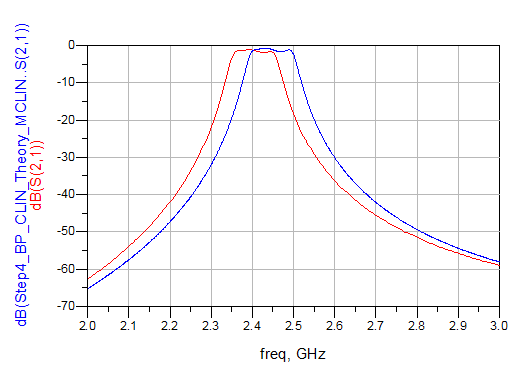 dB(Step4_BP_CLIN_Theory_MCLIN..S(2,1))
dB(S(2,1))
0
-10
-20
-30
-40
-50
-60
-70
2.0 2.1 2.2 2.3 2.4 2.5 2.6 2.7 2.8 2.9 3.0
freq, GHz